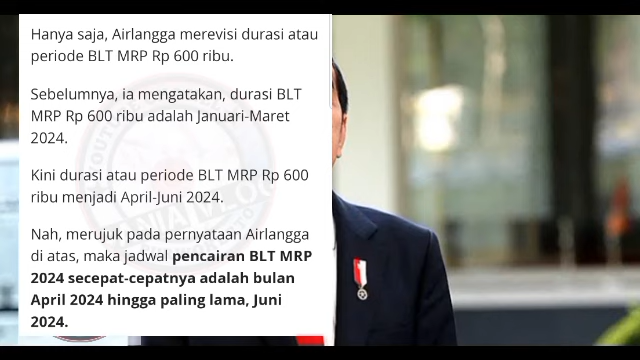 Hanya saja, Airlangga merevisi durasi atau
periode BLT MRP Rp 600 ribu.
Sebelumnya, ia mengatakan, durasi BLT
MRP Rp 600 ribu adalah Januari-Maret
2024.
Kini durasi atau periode BLT MRP Rp 600
ribu menjadi April-Juni 2024.
Nah, merujuk pada pernyataan Airlangga
di atas, maka jadwal pencairan BLT MRP
2024 secepat-cepatnya adalah bulan
April 2024 hingga paling lama, Juni
2024.